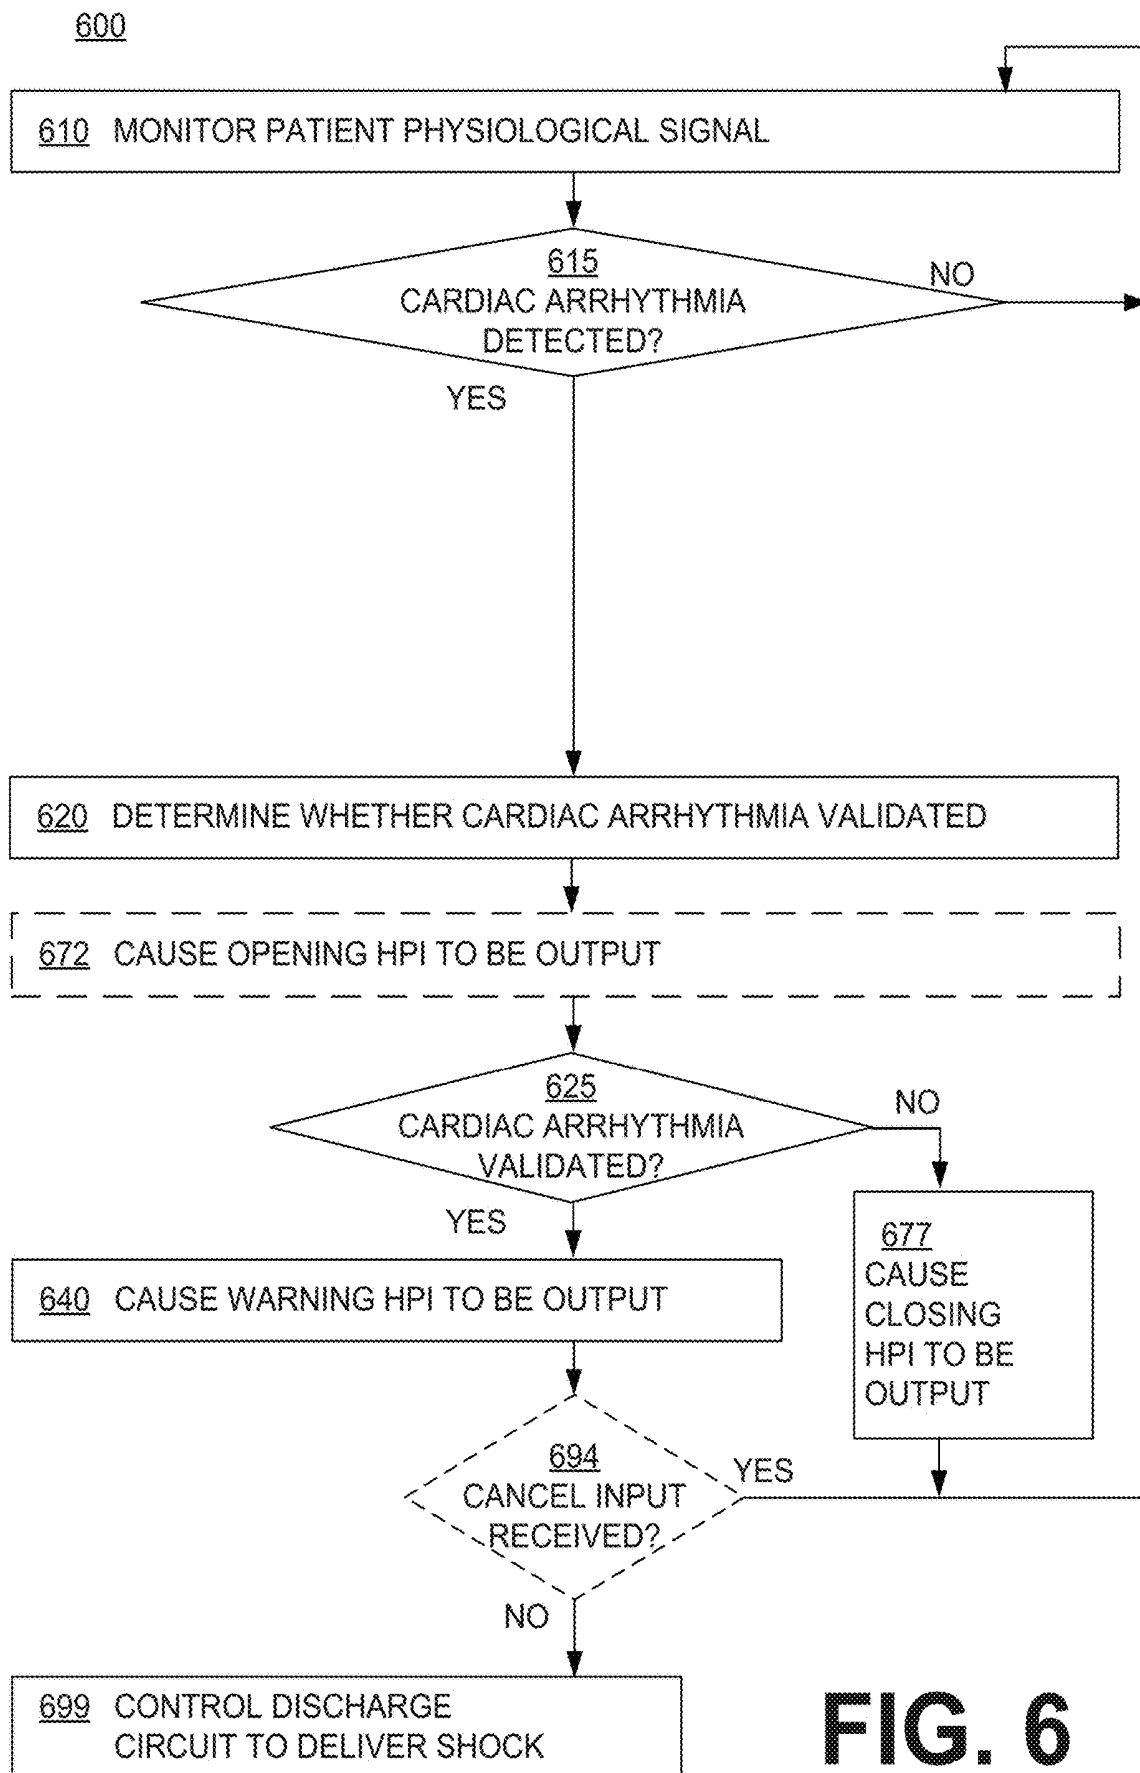 600
610 MONITOR PATIENT PHYSIOLOGICAL SIGNAL
615
CARDIAC ARRHYTHMIA
DETECTED?
NO
YES
620 DETERMINE WHETHER CARDIAC ARRHYTHMIA VALIDATED
672 CAUSE OPENING HPI TO BE OUTPUT
625
CARDIAC ARRHYTHMIA
VALIDATED?
NO
YES
677
CAUSE
CLOSING
HPI TO BE
OUTPUT
640 CAUSE WARNING HPI TO BE OUTPUT
694
CANCEL INPUT
RECEIVED?
YES
NO
699 CONTROL DISCHARGE
CIRCUIT TO DELIVER SHOCK
FIG. 6